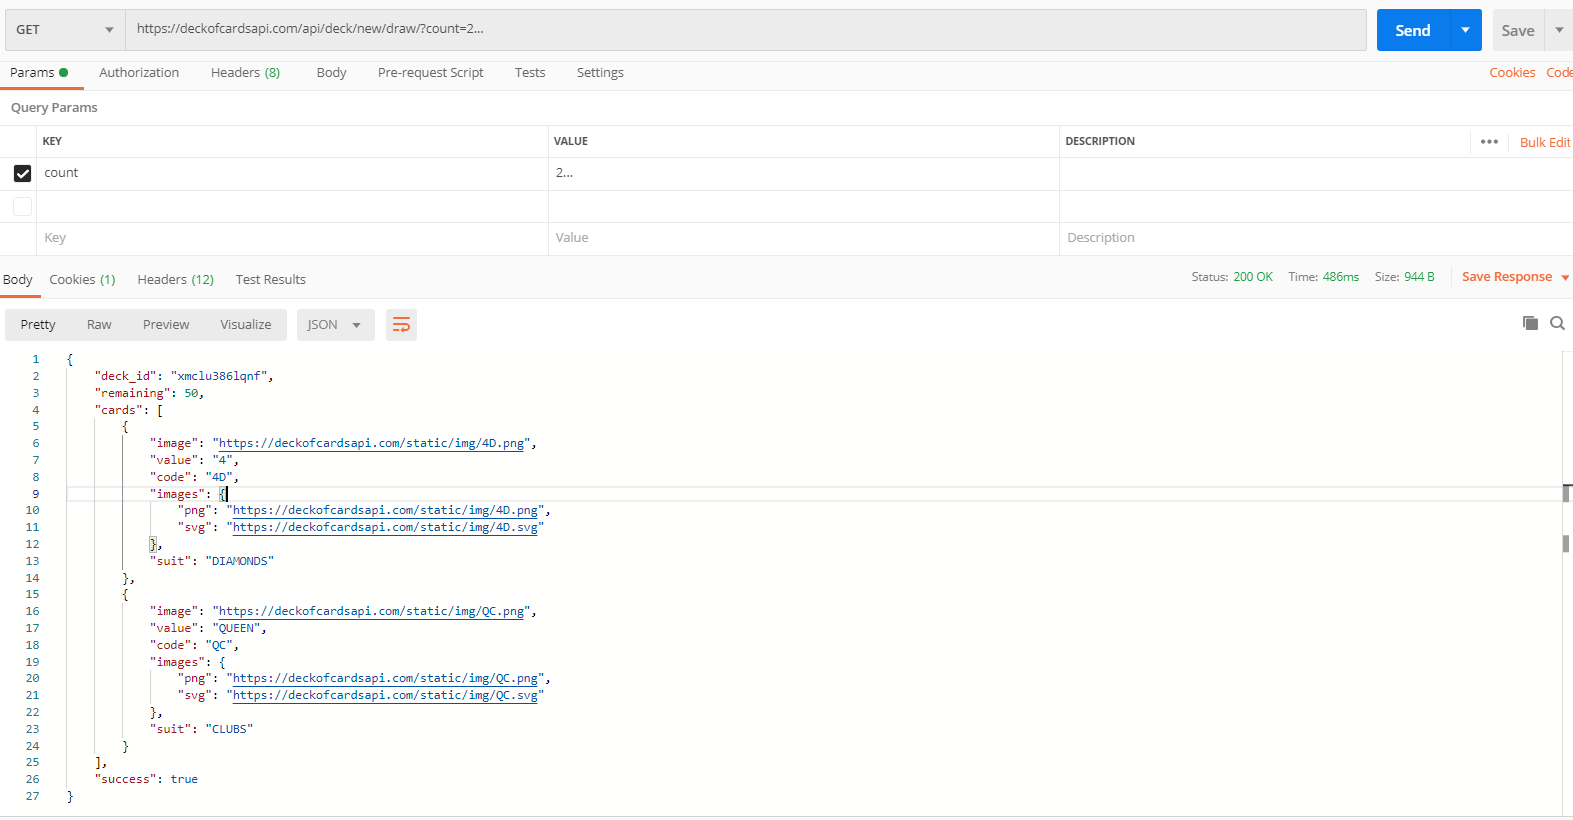 GET https://deckofcardsapi.com/api/deck/new/draw/?count=2... Send Save
Params Authorization Headers (8) Body Pre-request Script Tests Settings Cookies Code
Query Params
KEY VALUE DESCRIPTION ••• Bulk Edit
count 2...
Key Value Description
Body Cookies (1) Headers (12) Test Results Status: 200 OK Time: 486ms Size: 944 B Save Response
Pretty Raw Preview Visualize JSON
1 {
2 "deck_id": "xmclu386lqnf",
3 "remaining": 50,
4 "cards": [
5 {
6 "image": "https://deckofcardsapi.com/static/img/4D.png",
7 "value": "4",
8 "code": "4D",
9 "images": {
10 "png": "https://deckofcardsapi.com/static/img/4D.png",
11 "svg": "https://deckofcardsapi.com/static/img/4D.svg"
12 },
13 "suit": "DIAMONDS"
14 },
15 {
16 "image": "https://deckofcardsapi.com/static/img/QC.png",
17 "value": "QUEEN",
18 "code": "QC",
19 "images": {
20 "png": "https://deckofcardsapi.com/static/img/QC.png",
21 "svg": "https://deckofcardsapi.com/static/img/QC.svg"
22 },
23 "suit": "CLUBS"
24 }
25 ],
26 "success": true
27 }